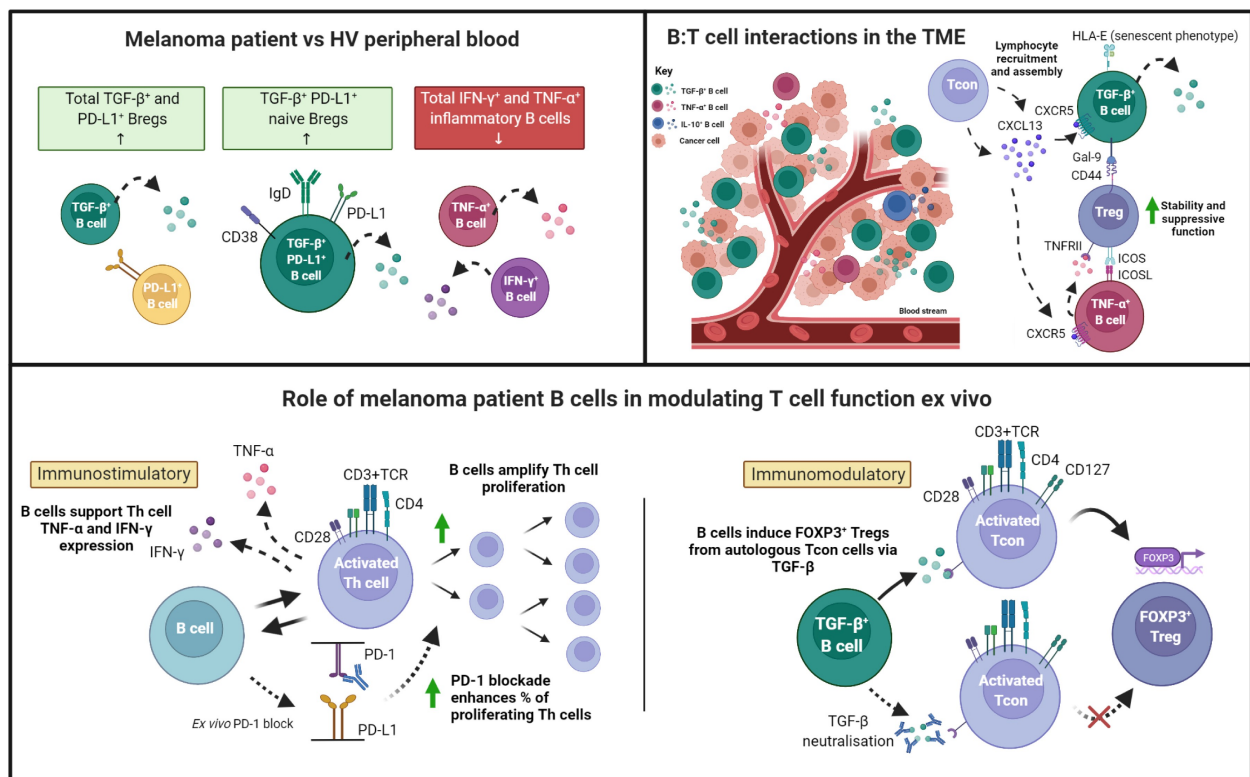 Melanoma patient vs HV peripheral blood
Total TGF-β⁺ and
PD-L1⁺ Bregs
↑
TGF-β⁺ PD-L1⁺
naive Bregs
↑
Total IFN-γ⁺ and TNF-α⁺
inflammatory B cells
↓
TGF-β⁺
B cell
PD-L1⁺
B cell
IgD
PD-L1
CD38
TGF-β⁺
PD-L1⁺
B cell
TNF-α⁺
B cell
IFN-γ⁺
B cell
B:T cell interactions in the TME
Key
TGF-β⁺ B cell
TNF-α⁺ B cell
IL-10⁺ B cell
Cancer cell
Blood stream
HLA-E (senescent phenotype)
Lymphocyte
recruitment
and assembly
Tcon
TGF-β⁺
B cell
CXCR5
CXCL13
Gal-9
CD44
Treg
Stability and
suppressive
function
TNFRII
ICOS
ICOSL
TNF-α⁺
B cell
CXCR5
Role of melanoma patient B cells in modulating T cell function ex vivo
Immunostimulatory
B cells support Th cell
TNF-α and IFN-γ
expression
TNF-α
IFN-γ
CD3+TCR
CD4
CD28
Activated
Th cell
B cell
B cells amplify Th cell
proliferation
PD-1
PD-L1
Ex vivo PD-1 block
PD-1 blockade
enhances % of
proliferating Th cells
Immunomodulatory
B cells induce FOXP3⁺ Tregs
from autologous Tcon cells via
TGF-β
CD3+TCR
CD4
CD127
CD28
Activated
Tcon
TGF-β⁺
B cell
FOXP3
FOXP3⁺
Treg
Activated
Tcon
TGF-β
neutralisation